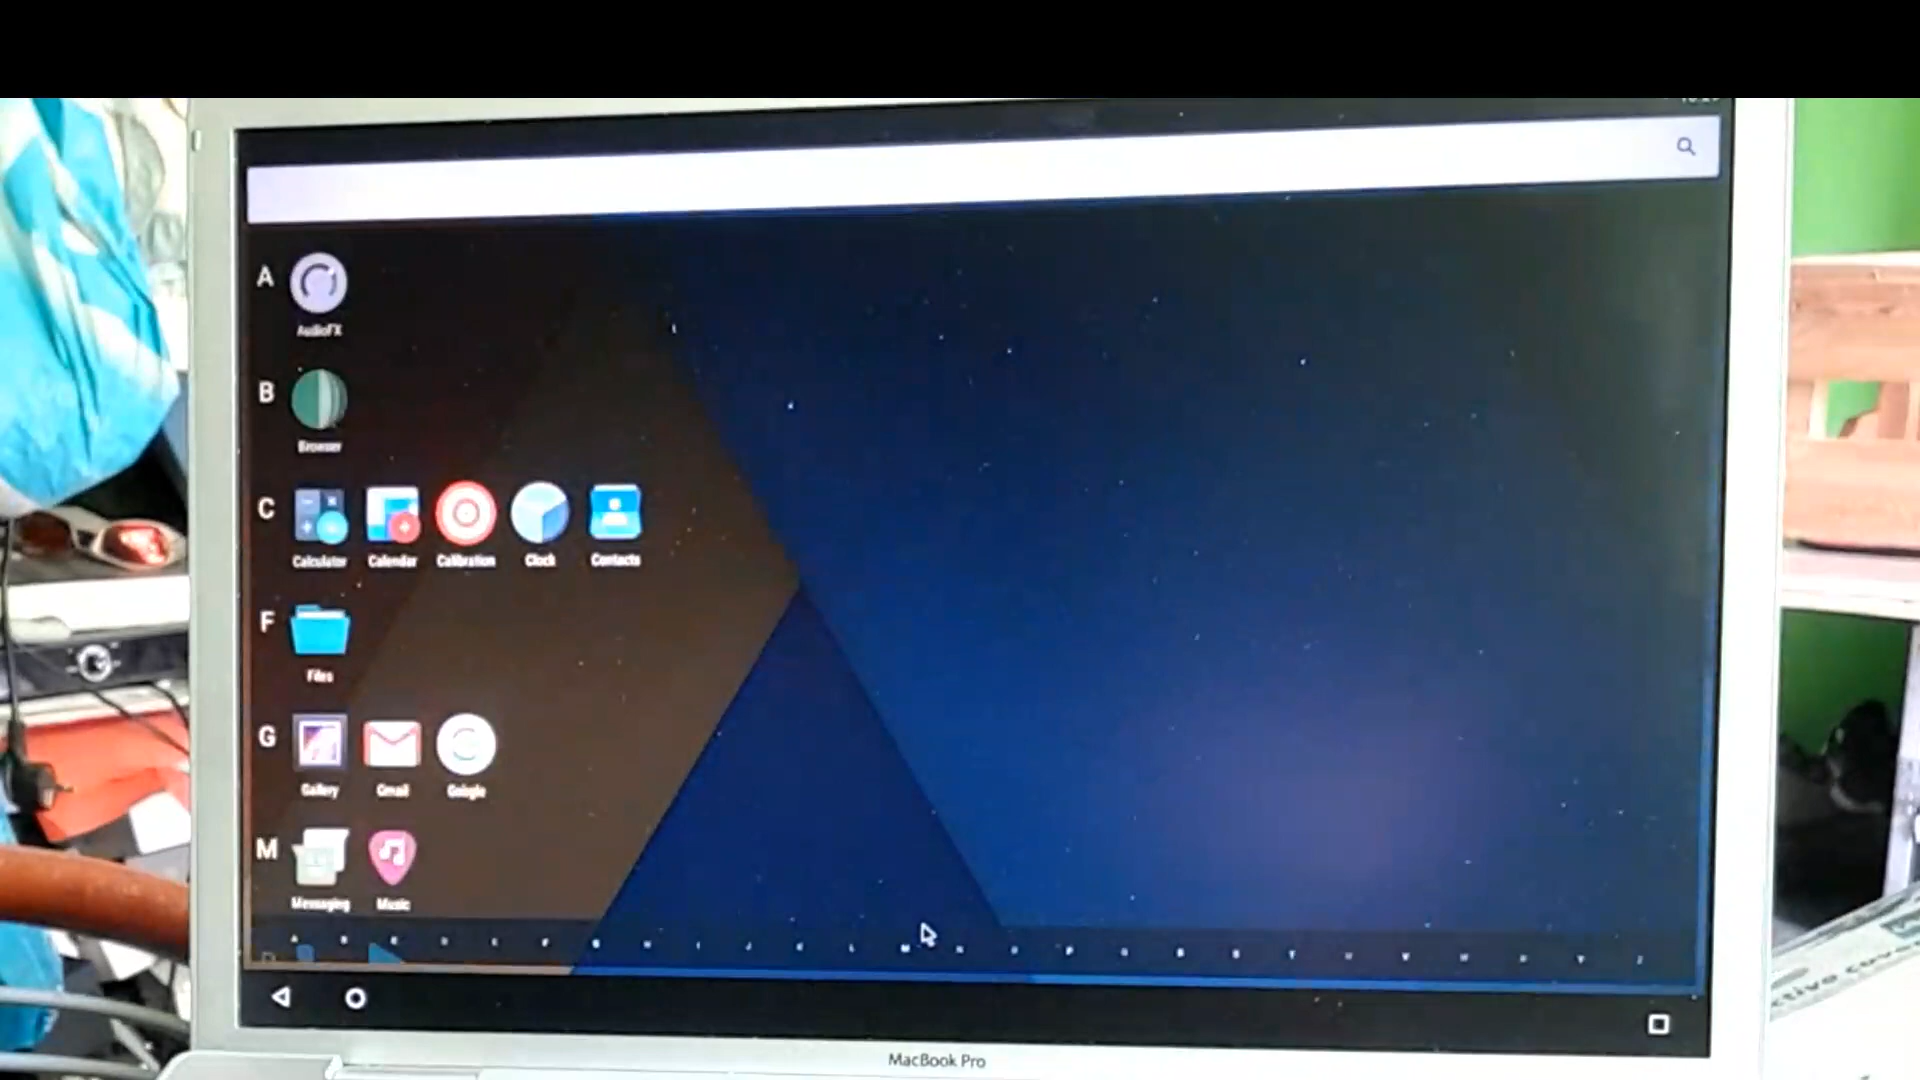 A
AudioFX
B
Browser
C
Calculator Calendar Calibration Clock Contacts
F
Files
G
Gallery Gmail Google
M
Messaging Music
A B C D E F G H I J K L M N O P Q R S T U V W X Y Z
MacBook Pro